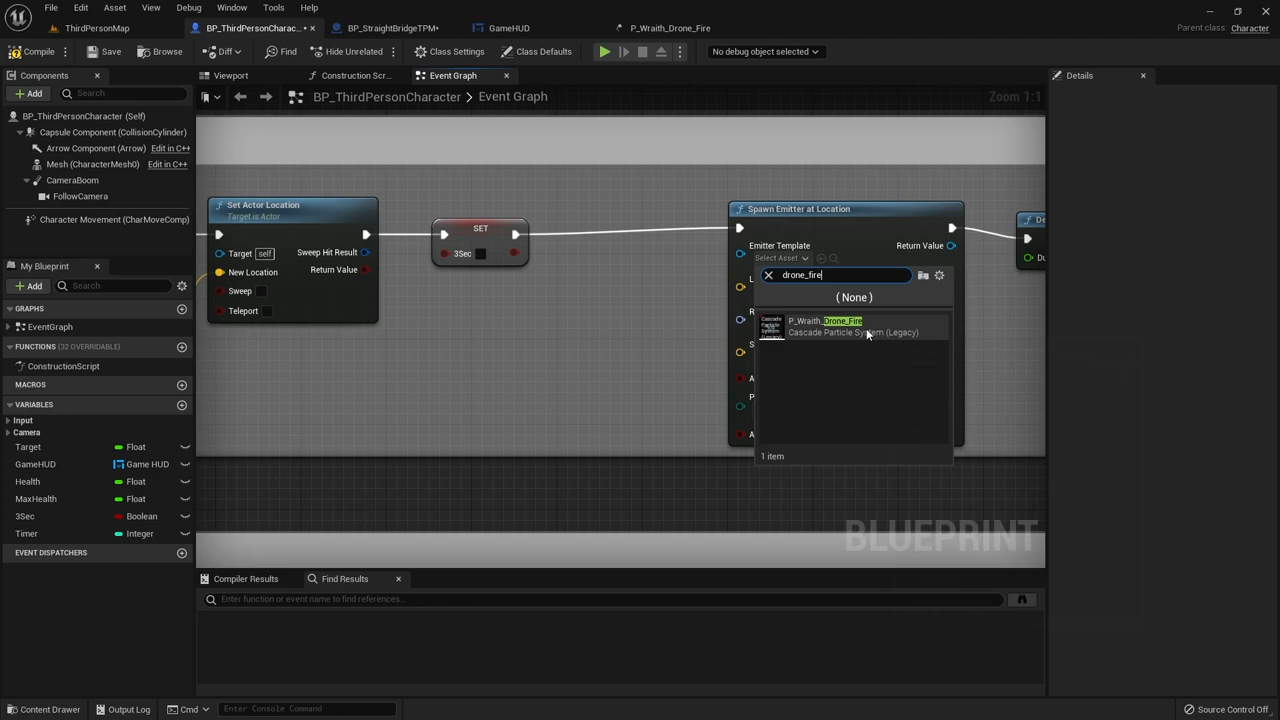 File Edit Asset View Debug Window Tools Help
Parent class: Character
ThirdPersonMap
BP_ThirdPersonCharac...
BP_StraightBridgeTPM*
GameHUD
P_Wraith_Drone_Fire
Compile
Save
Browse
Diff
Find
Hide Unrelated
Class Settings
Class Defaults
No debug object selected
Components
Viewport
Construction Scr...
Event Graph
Details
Add
Search
BP_ThirdPersonCharacter > Event Graph
Zoom 1:1
BP_ThirdPersonCharacter (Self)
Capsule Component (CollisionCylinder)
Arrow Component (Arrow) Edit in C++
Mesh (CharacterMesh0) Edit in C++
CameraBoom
FollowCamera
Character Movement (CharMoveComp)
My Blueprint
Add
Search
GRAPHS
EventGraph
FUNCTIONS (32 OVERRIDABLE)
ConstructionScript
MACROS
VARIABLES
Input
Camera
Target Float
GameHUD Game HUD
Health Float
MaxHealth Float
3Sec Boolean
Timer Integer
EVENT DISPATCHERS
Set Actor Location
Target is Actor
Target self
Sweep Hit Result
New Location
Return Value
Sweep
Teleport
SET
3Sec
Spawn Emitter at Location
Emitter Template
Return Value
Select Asset
drone_fire
( None )
P_Wraith_Drone_Fire
Cascade Particle System (Legacy)
Cascade
Particle
System
(Legacy)
1 item
L
R
S
A
P
A
De
Du
BLUEPRINT
Compiler Results
Find Results
Enter function or event name to find references...
Content Drawer
Output Log
Cmd
Enter Console Command
Source Control Off